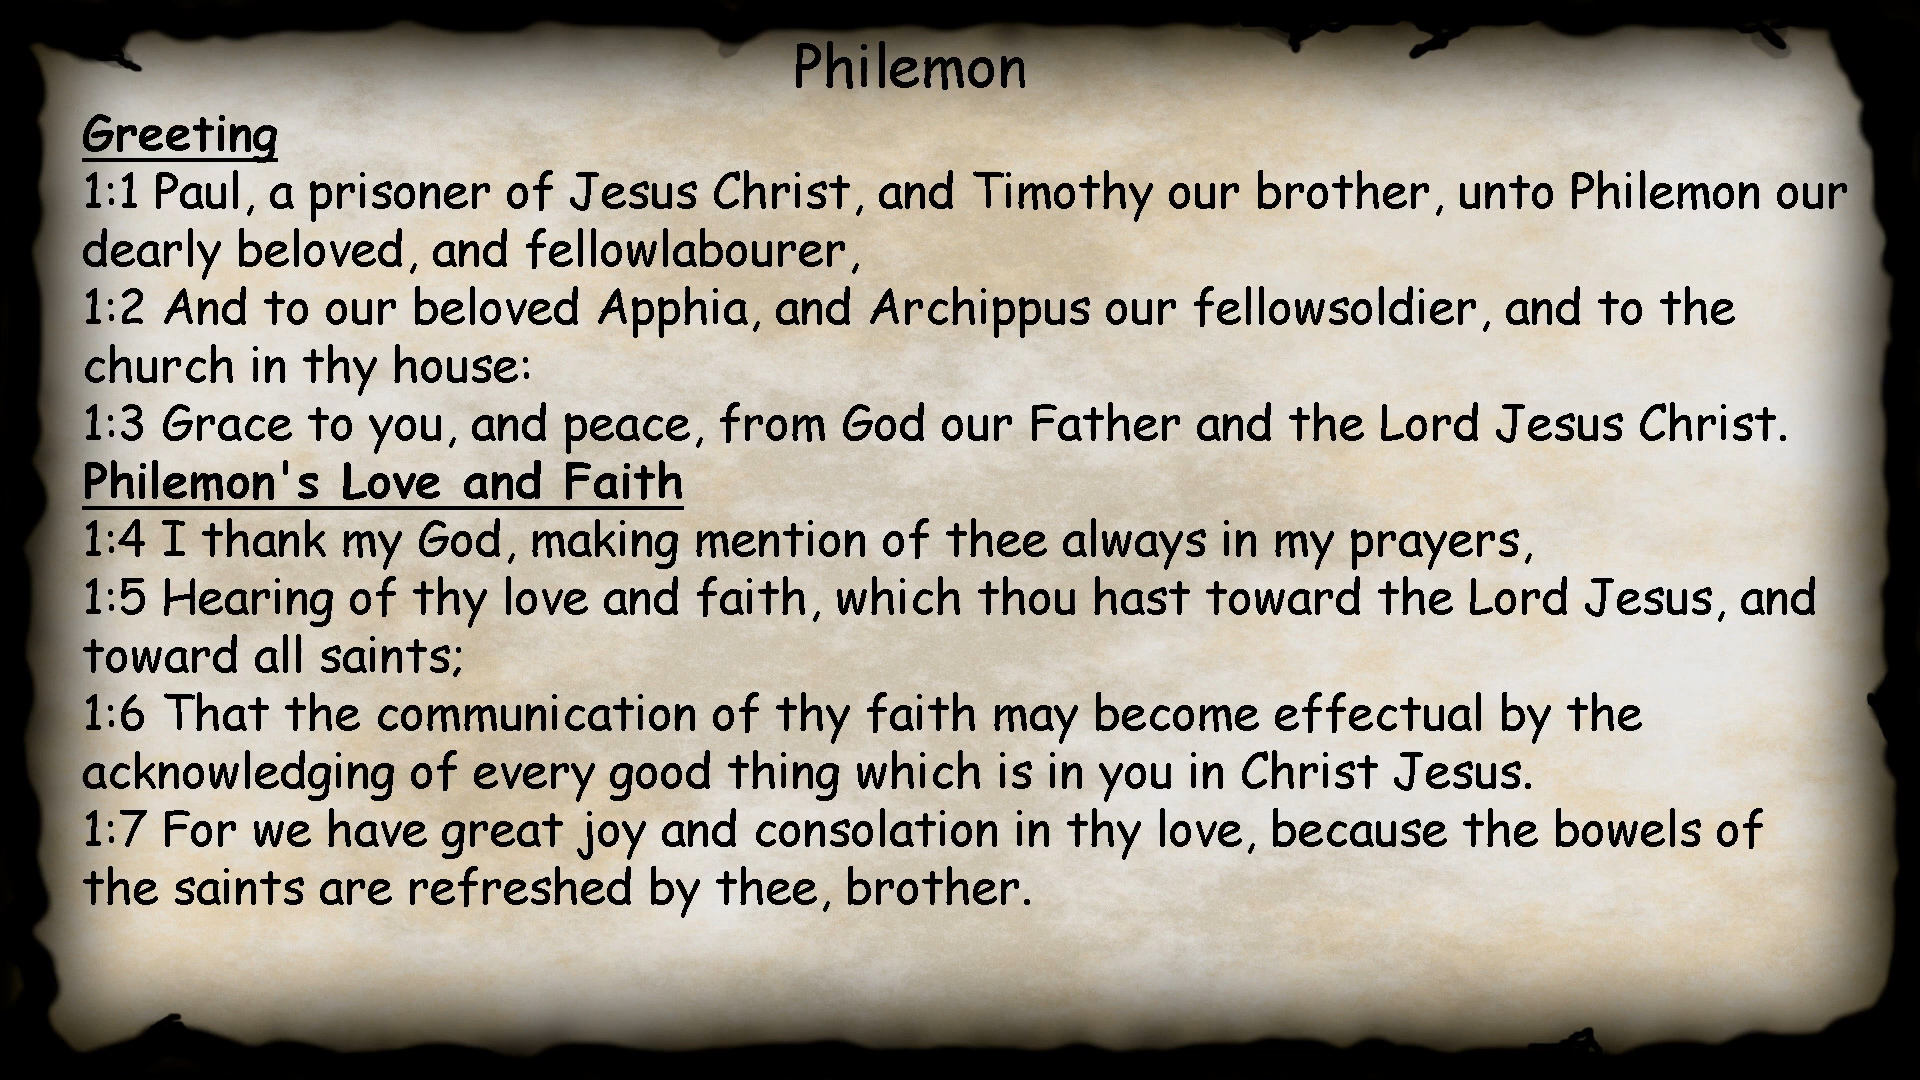 Philemon
Greeting
1:1 Paul, a prisoner of Jesus Christ, and Timothy our brother, unto Philemon our
dearly beloved, and fellowlabourer,
1:2 And to our beloved Apphia, and Archippus our fellowsoldier, and to the
church in thy house:
1:3 Grace to you, and peace, from God our Father and the Lord Jesus Christ.
Philemon's Love and Faith
1:4 I thank my God, making mention of thee always in my prayers,
1:5 Hearing of thy love and faith, which thou hast toward the Lord Jesus, and
toward all saints;
1:6 That the communication of thy faith may become effectual by the
acknowledging of every good thing which is in you in Christ Jesus.
1:7 For we have great joy and consolation in thy love, because the bowels of
the saints are refreshed by thee, brother.